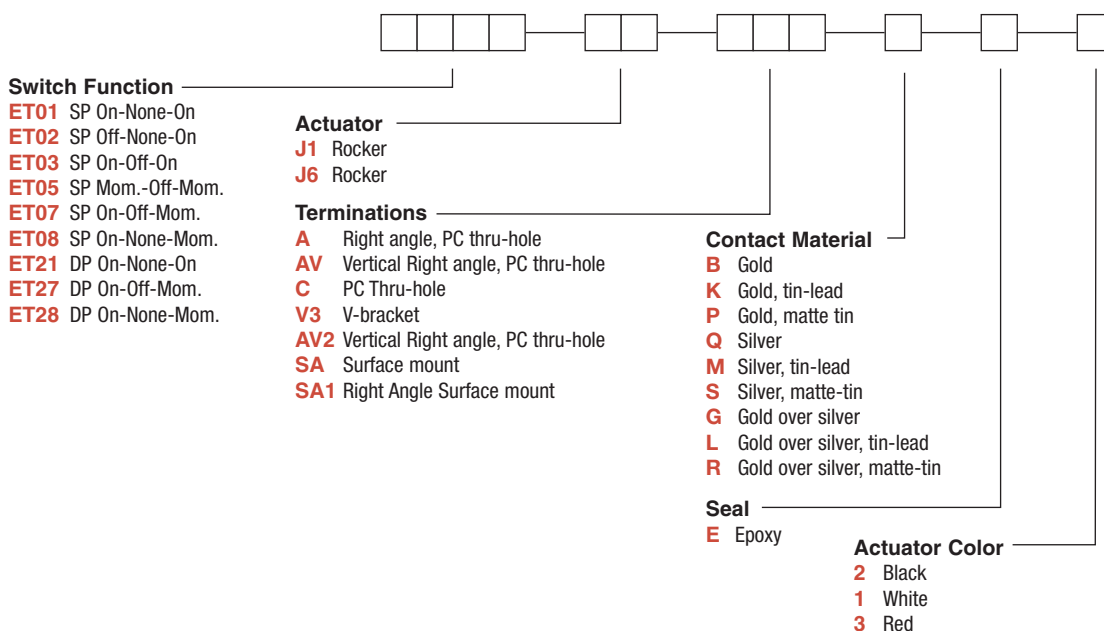 Switch Function
ET01 SP On-None-On
ET02 SP Off-None-On
ET03 SP On-Off-On
ET05 SP Mom.-Off-Mom.
ET07 SP On-Off-Mom.
ET08 SP On-None-Mom.
ET21 DP On-None-On
ET27 DP On-Off-Mom.
ET28 DP On-None-Mom.
Actuator
J1 Rocker
J6 Rocker
Terminations
A Right angle, PC thru-hole
AV Vertical Right angle, PC thru-hole
C PC Thru-hole
V3 V-bracket
AV2 Vertical Right angle, PC thru-hole
SA Surface mount
SA1 Right Angle Surface mount
Contact Material
B Gold
K Gold, tin-lead
P Gold, matte tin
Q Silver
M Silver, tin-lead
S Silver, matte-tin
G Gold over silver
L Gold over silver, tin-lead
R Gold over silver, matte-tin
Seal
E Epoxy
Actuator Color
2 Black
1 White
3 Red